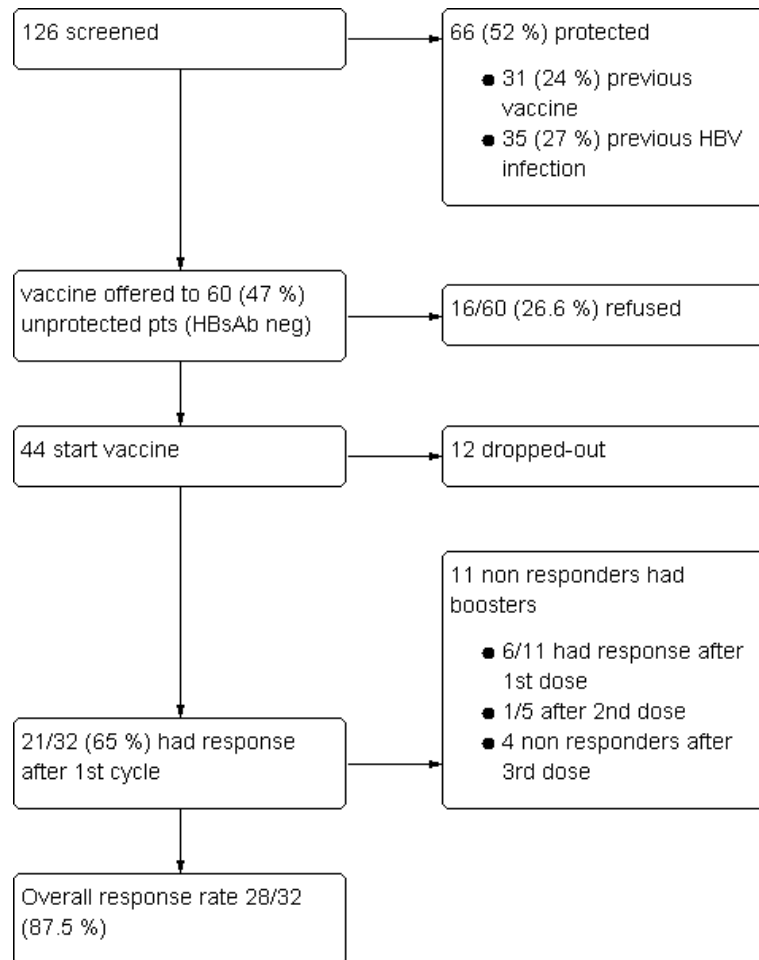 126 screened
66 (52 %) protected
● 31 (24 %) previous
vaccine
● 35 (27 %) previous HBV
infection
vaccine offered to 60 (47 %)
unprotected pts (HBsAb neg)
16/60 (26.6 %) refused
44 start vaccine
12 dropped-out
11 non responders had
boosters
● 6/11 had response after
1st dose
● 1/5 after 2nd dose
● 4 non responders after
3rd dose
21/32 (65 %) had response
after 1st cycle
Overall response rate 28/32
(87.5 %)